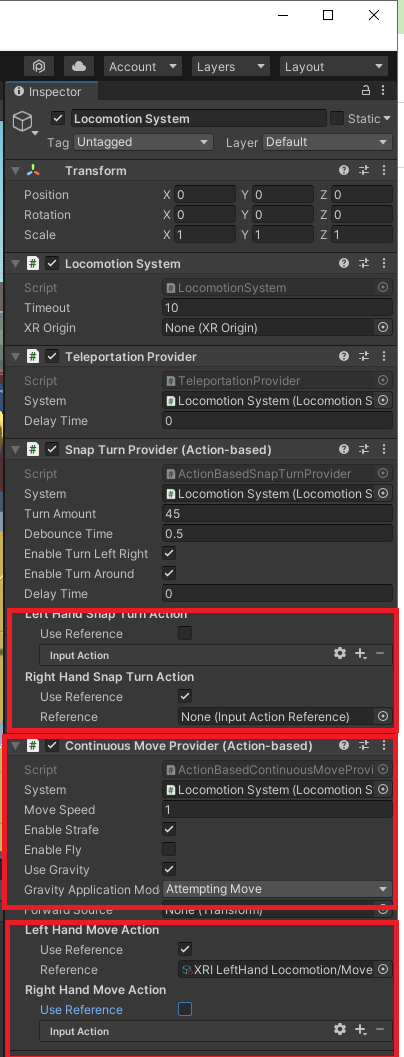 Account Layers Layout
Inspector
Locomotion System Static
Tag Untagged Layer Default
Transform
Position X 0 Y 0 Z 0
Rotation X 0 Y 0 Z 0
Scale X 1 Y 1 Z 1
# Locomotion System
Script # LocomotionSystem
Timeout 10
XR Origin None (XR Origin)
# Teleportation Provider
Script # TeleportationProvider
System # Locomotion System (Locomotion S
Delay Time 0
# Snap Turn Provider (Action-based)
Script # ActionBasedSnapTurnProvider
System # Locomotion System (Locomotion S
Turn Amount 45
Debounce Time 0.5
Enable Turn Left Right
Enable Turn Around
Delay Time 0
Left Hand Snap Turn Action
Use Reference
Input Action
Right Hand Snap Turn Action
Use Reference
Reference None (Input Action Reference)
# Continuous Move Provider (Action-based)
Script # ActionBasedContinuousMoveProvi
System # Locomotion System (Locomotion S
Move Speed 1
Enable Strafe
Enable Fly
Use Gravity
Gravity Application Mod Attempting Move
Forward Source None (Transform)
Left Hand Move Action
Use Reference
Reference XRI LeftHand Locomotion/Move
Right Hand Move Action
Use Reference
Input Action